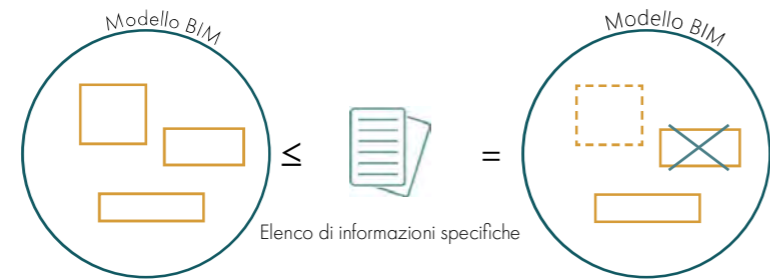 Modello BIM
Modello BIM
≤
=
Elenco di informazioni specifiche